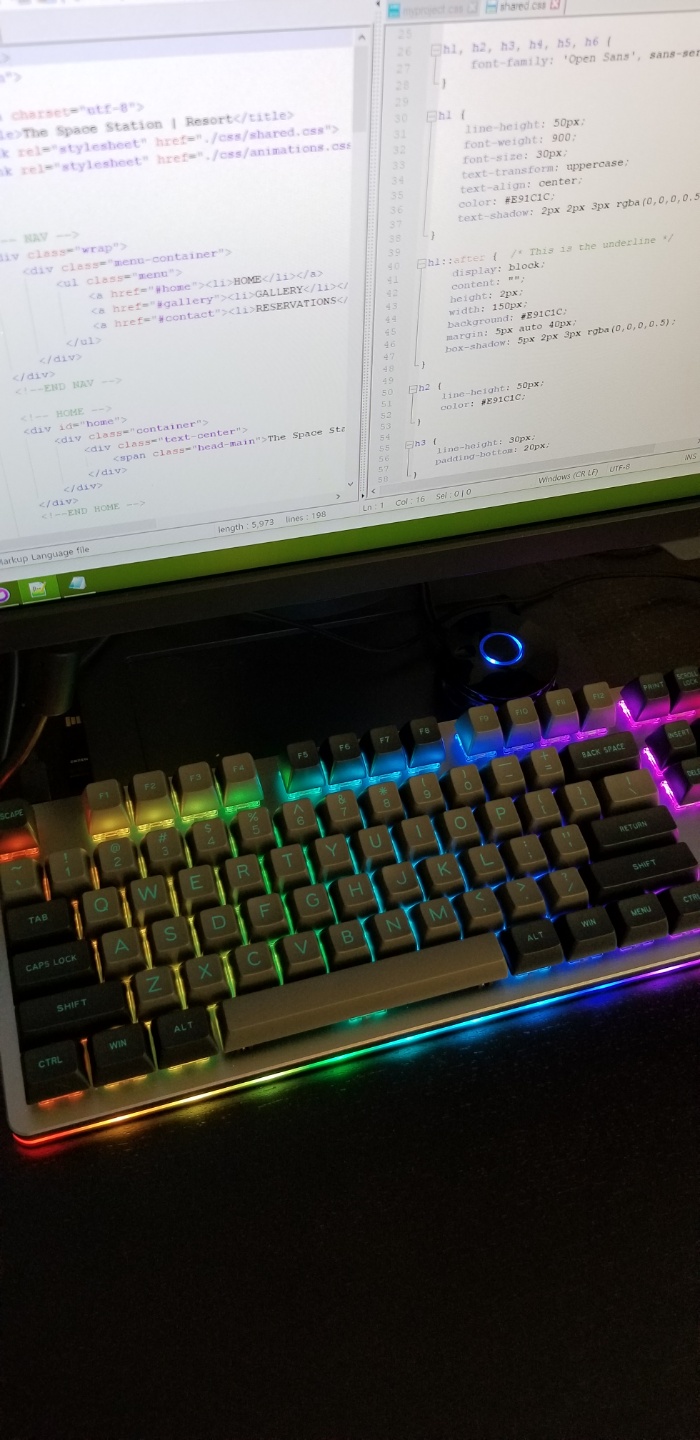 myproject.css
shared.css
charset="utf-8">
The Space Station | Resort</title>
rel="stylesheet" href="./css/shared.css">
rel="stylesheet" href="./css/animations.css
-- NAV -->
div class="wrap">
<div class="menu-container">
<ul class="menu">
<a href="#home"><li>HOME</li></a>
<a href="#gallery"><li>GALLERY</li></
<a href="#contact"><li>RESERVATIONS</
</ul>
</div>
</div>
<!--END NAV -->
<!-- HOME -->
<div id="home">
<div class="container">
<div class="text-center">
<span class="head-main">The Space Sta
</div>
</div>
</div>
<!--END HOME -->
25
26 h1, h2, h3, h4, h5, h6 {
27 font-family: 'Open Sans', sans-ser
28 }
29
30 h1 {
31 line-height: 50px;
32 font-weight: 900;
33 font-size: 30px;
34 text-transform: uppercase;
35 text-align: center;
36 color: #E91C1C;
37 text-shadow: 2px 2px 3px rgba(0,0,0,0.5
38 }
39
40 h1::after { /* This is the underline */
41 display: block;
42 content: "";
43 height: 2px;
44 width: 150px;
45 background: #E91C1C;
46 margin: 5px auto 40px;
47 box-shadow: 5px 2px 3px rgba(0,0,0,0.5);
48 }
49
50 h2 {
51 line-height: 50px;
52 color: #E91C1C;
53 }
54
55 h3 {
56 line-height: 30px;
57 padding-bottom: 20px;
58 }
Markup Language file length : 5,973 lines : 198 Ln : 1 Col : 16 Sel : 0 | 0 Windows (CR LF) UTF-8 INS
ESCAPE F1 F2 F3 F4 F5 F6 F7 F8 F9 F10 F11 F12 PRINT SCROLL LOCK
~ ` ! 1 @ 2 # 3 $ 4 % 5 ^ 6 & 7 * 8 ( 9 ) 0 _ - + = BACK SPACE INSERT
TAB Q W E R T Y U I O P { [ } ] | \ DELETE
CAPS LOCK A S D F G H J K L : ; " ' RETURN
SHIFT Z X C V B N M < , > . ? / SHIFT
CTRL WIN ALT ALT WIN MENU CTRL